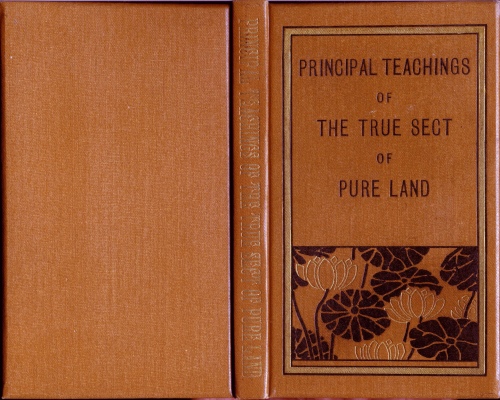 PRINCIPAL TEACHINGS OF THE TRUE SECT OF PURE LAND
PRINCIPAL TEACHINGS
OF
THE TRUE SECT
OF
PURE LAND